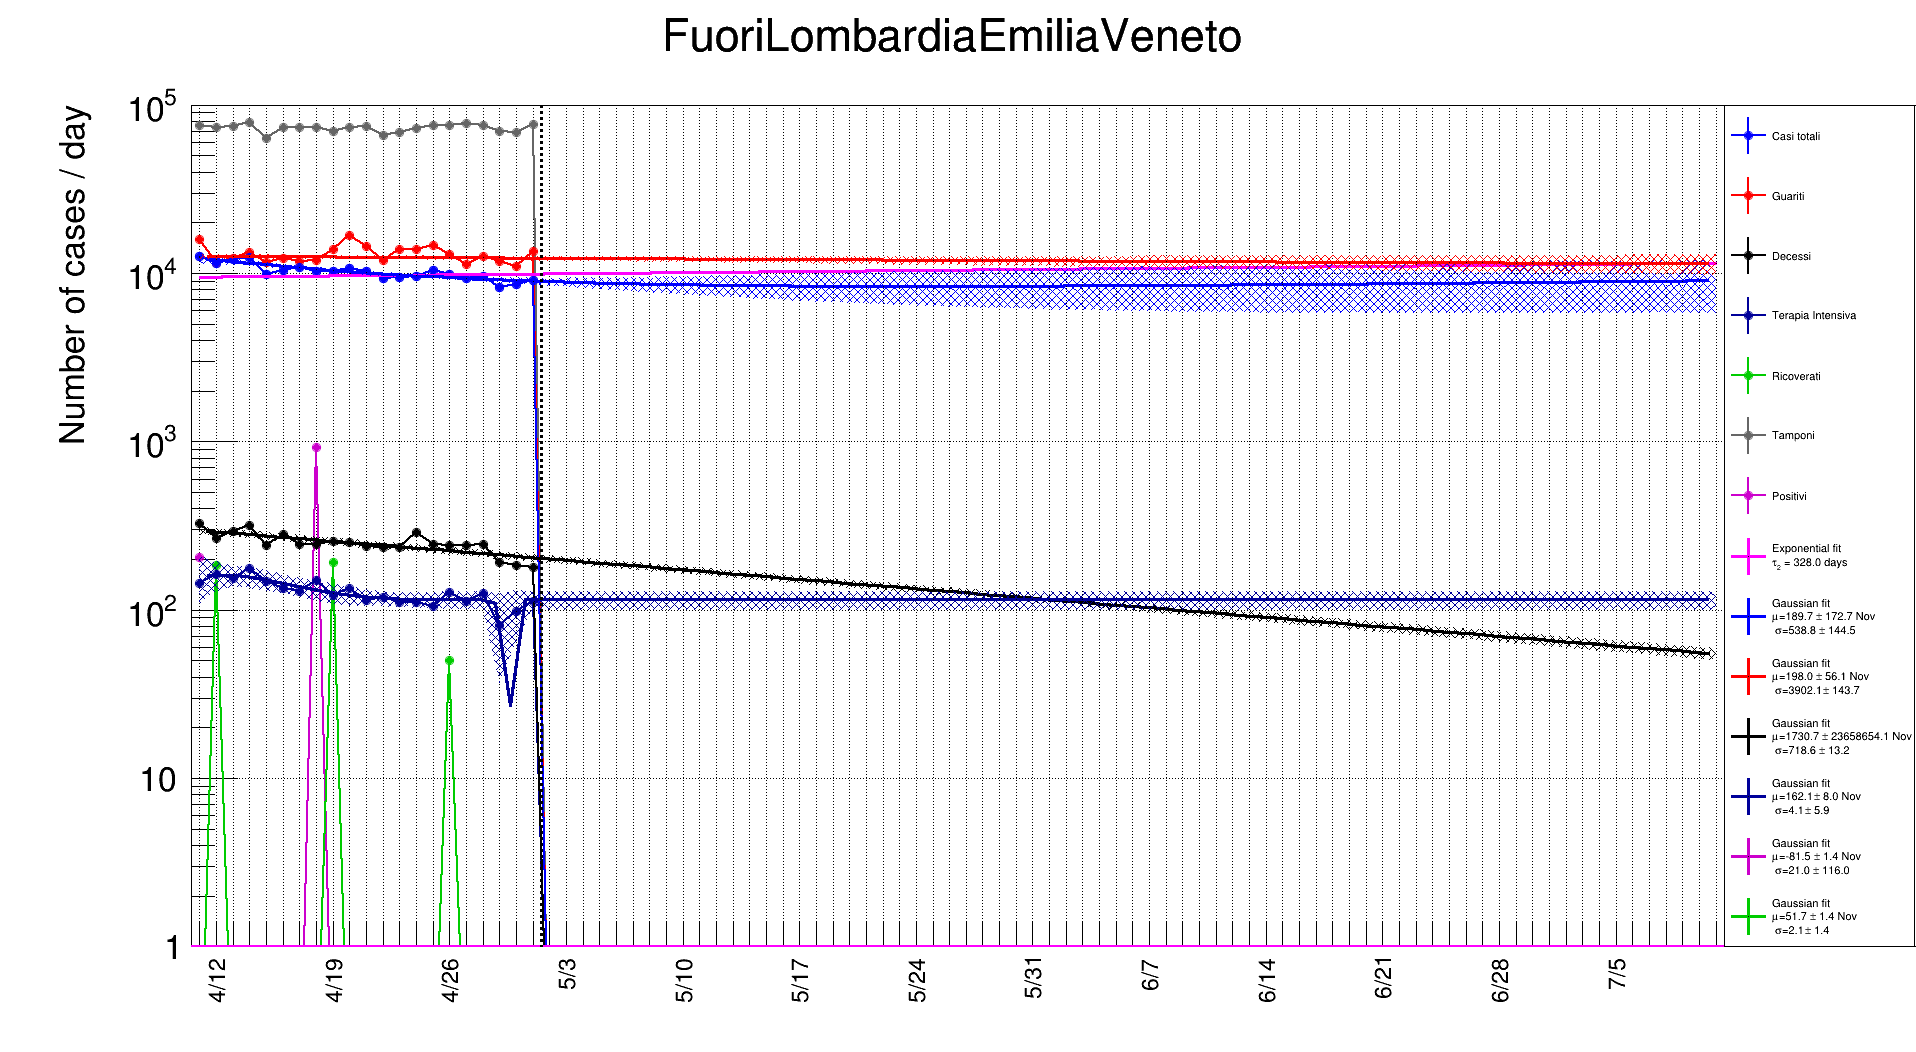 FuoriLombardiaEmiliaVeneto
Number of cases / day
10^5
10^4
10^3
10^2
10
1
4/12
4/19
4/26
5/3
5/10
5/17
5/24
5/31
6/7
6/14
6/21
6/28
7/5
Casi totali
Guariti
Decessi
Terapia Intensiva
Ricoverati
Tamponi
Positivi
Exponential fit
τ₂ = 328.0 days
Gaussian fit
μ=189.7 ± 172.7 Nov
σ=538.8 ± 144.5
Gaussian fit
μ=198.0 ± 56.1 Nov
σ=3902.1 ± 143.7
Gaussian fit
μ=1730.7 ± 23658654.1 Nov
σ=718.6 ± 13.2
Gaussian fit
μ=162.1 ± 8.0 Nov
σ=4.1 ± 5.9
Gaussian fit
μ=-81.5 ± 1.4 Nov
σ=21.0 ± 116.0
Gaussian fit
μ=51.7 ± 1.4 Nov
σ=2.1 ± 1.4